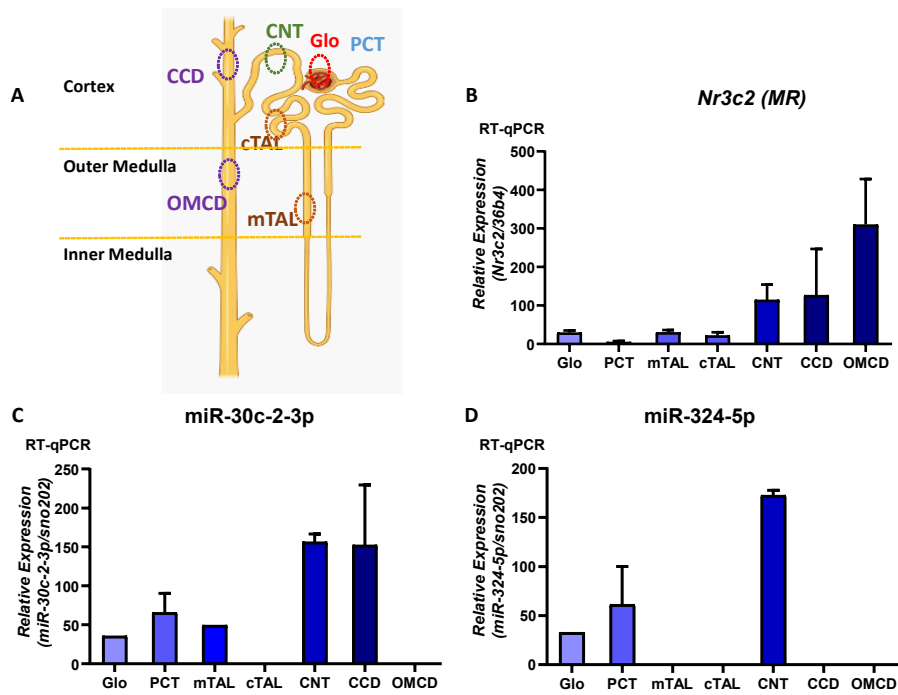 A
Cortex
Outer Medulla
Inner Medulla
CCD
CNT
Glo
PCT
cTAL
OMCD
mTAL
B
Nr3c2 (MR)
RT-qPCR
Relative Expression
(Nr3c2/36b4)
500
400
300
200
100
0
Glo PCT mTAL cTAL CNT CCD OMCD
C
miR-30c-2-3p
RT-qPCR
Relative Expression
(miR-30c-2-3p/sno202)
250
200
150
100
50
0
Glo PCT mTAL cTAL CNT CCD OMCD
D
miR-324-5p
RT-qPCR
Relative Expression
(miR-324-5p/sno202)
200
150
100
50
0
Glo PCT mTAL cTAL CNT CCD OMCD